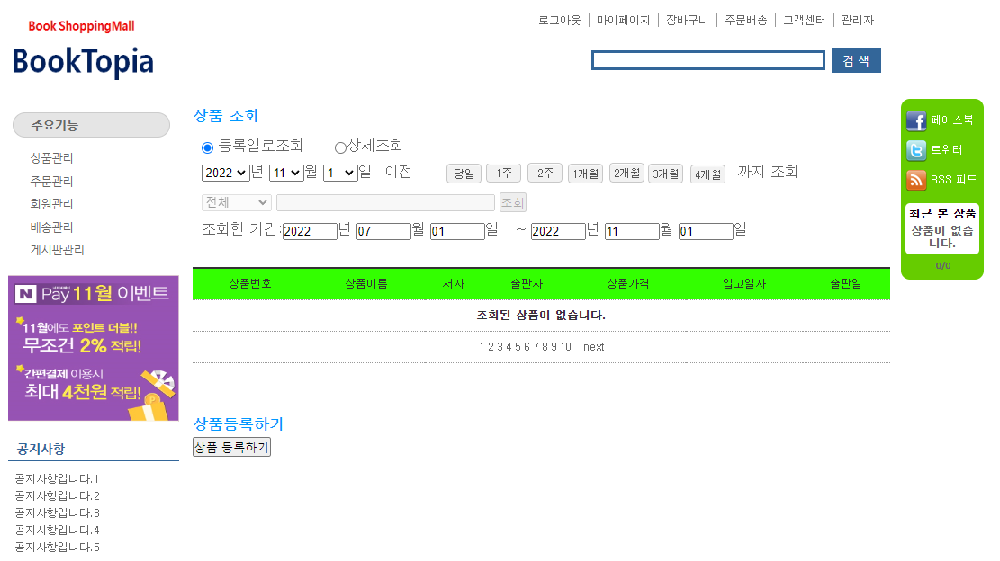 Book ShoppingMall
BookTopia
로그아웃 | 마이페이지 | 장바구니 | 주문배송 | 고객센터 | 관리자
검 색
주요기능
상품관리
주문관리
회원관리
배송관리
게시판관리
N Pay 11월 이벤트
11월에도 포인트 더블!!
무조건 2% 적립!
간편결제 이용시
최대 4천원 적립!
P
공지사항
공지사항입니다.1
공지사항입니다.2
공지사항입니다.3
공지사항입니다.4
공지사항입니다.5
상품 조회
등록일로조회 상세조회
2022 년 11 월 1 일 이전 당일 1주 2주 1개월 2개월 3개월 4개월 까지 조회
전체 조회
조회한 기간:2022 년 07 월 01 일 ~ 2022 년 11 월 01 일
상품번호 상품이름 저자 출판사 상품가격 입고일자 출판일
조회된 상품이 없습니다.
1 2 3 4 5 6 7 8 9 10 next
상품등록하기
상품 등록하기
페이스북
트위터
RSS 피드
최근 본 상품
상품이 없습
니다.
0/0